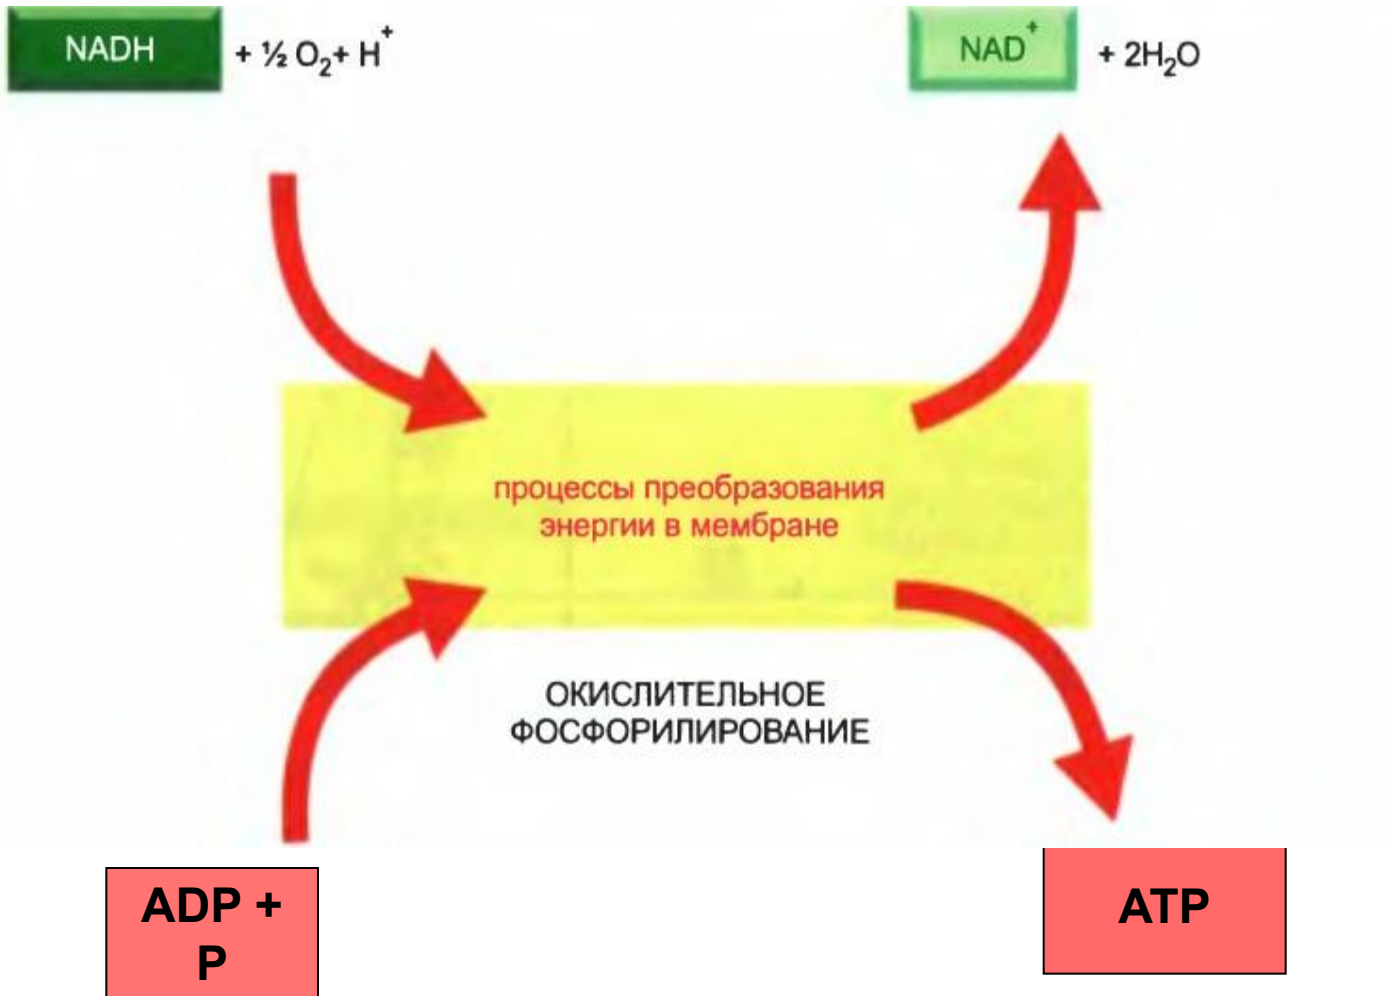 NADH + ½ O₂+ H⁺
NAD⁺ + 2H₂O
процессы преобразования
энергии в мембране
ОКИСЛИТЕЛЬНОЕ
ФОСФОРИЛИРОВАНИЕ
ADP +
P
ATP